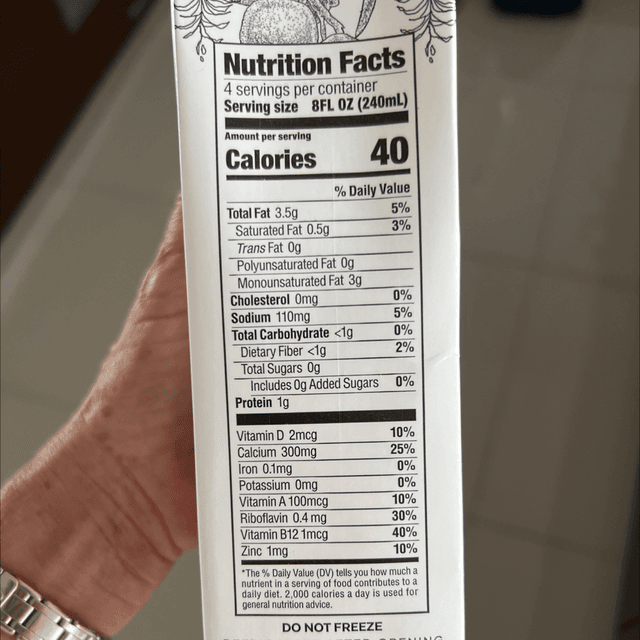 Nutrition Facts
4 servings per container
Serving size 8FL OZ (240mL)
Amount per serving
Calories 40
% Daily Value
Total Fat 3.5g 5%
Saturated Fat 0.5g 3%
Trans Fat 0g
Polyunsaturated Fat 0g
Monounsaturated Fat 3g
Cholesterol 0mg 0%
Sodium 110mg 5%
Total Carbohydrate <1g 0%
Dietary Fiber <1g 2%
Total Sugars 0g
Includes 0g Added Sugars 0%
Protein 1g
Vitamin D 2mcg 10%
Calcium 300mg 25%
Iron 0.1mg 0%
Potassium 0mg 0%
Vitamin A 100mcg 10%
Riboflavin 0.4 mg 30%
Vitamin B12 1mcg 40%
Zinc 1mg 10%
*The % Daily Value (DV) tells you how much a
nutrient in a serving of food contributes to a
daily diet. 2,000 calories a day is used for
general nutrition advice.
DO NOT FREEZE
OPENING